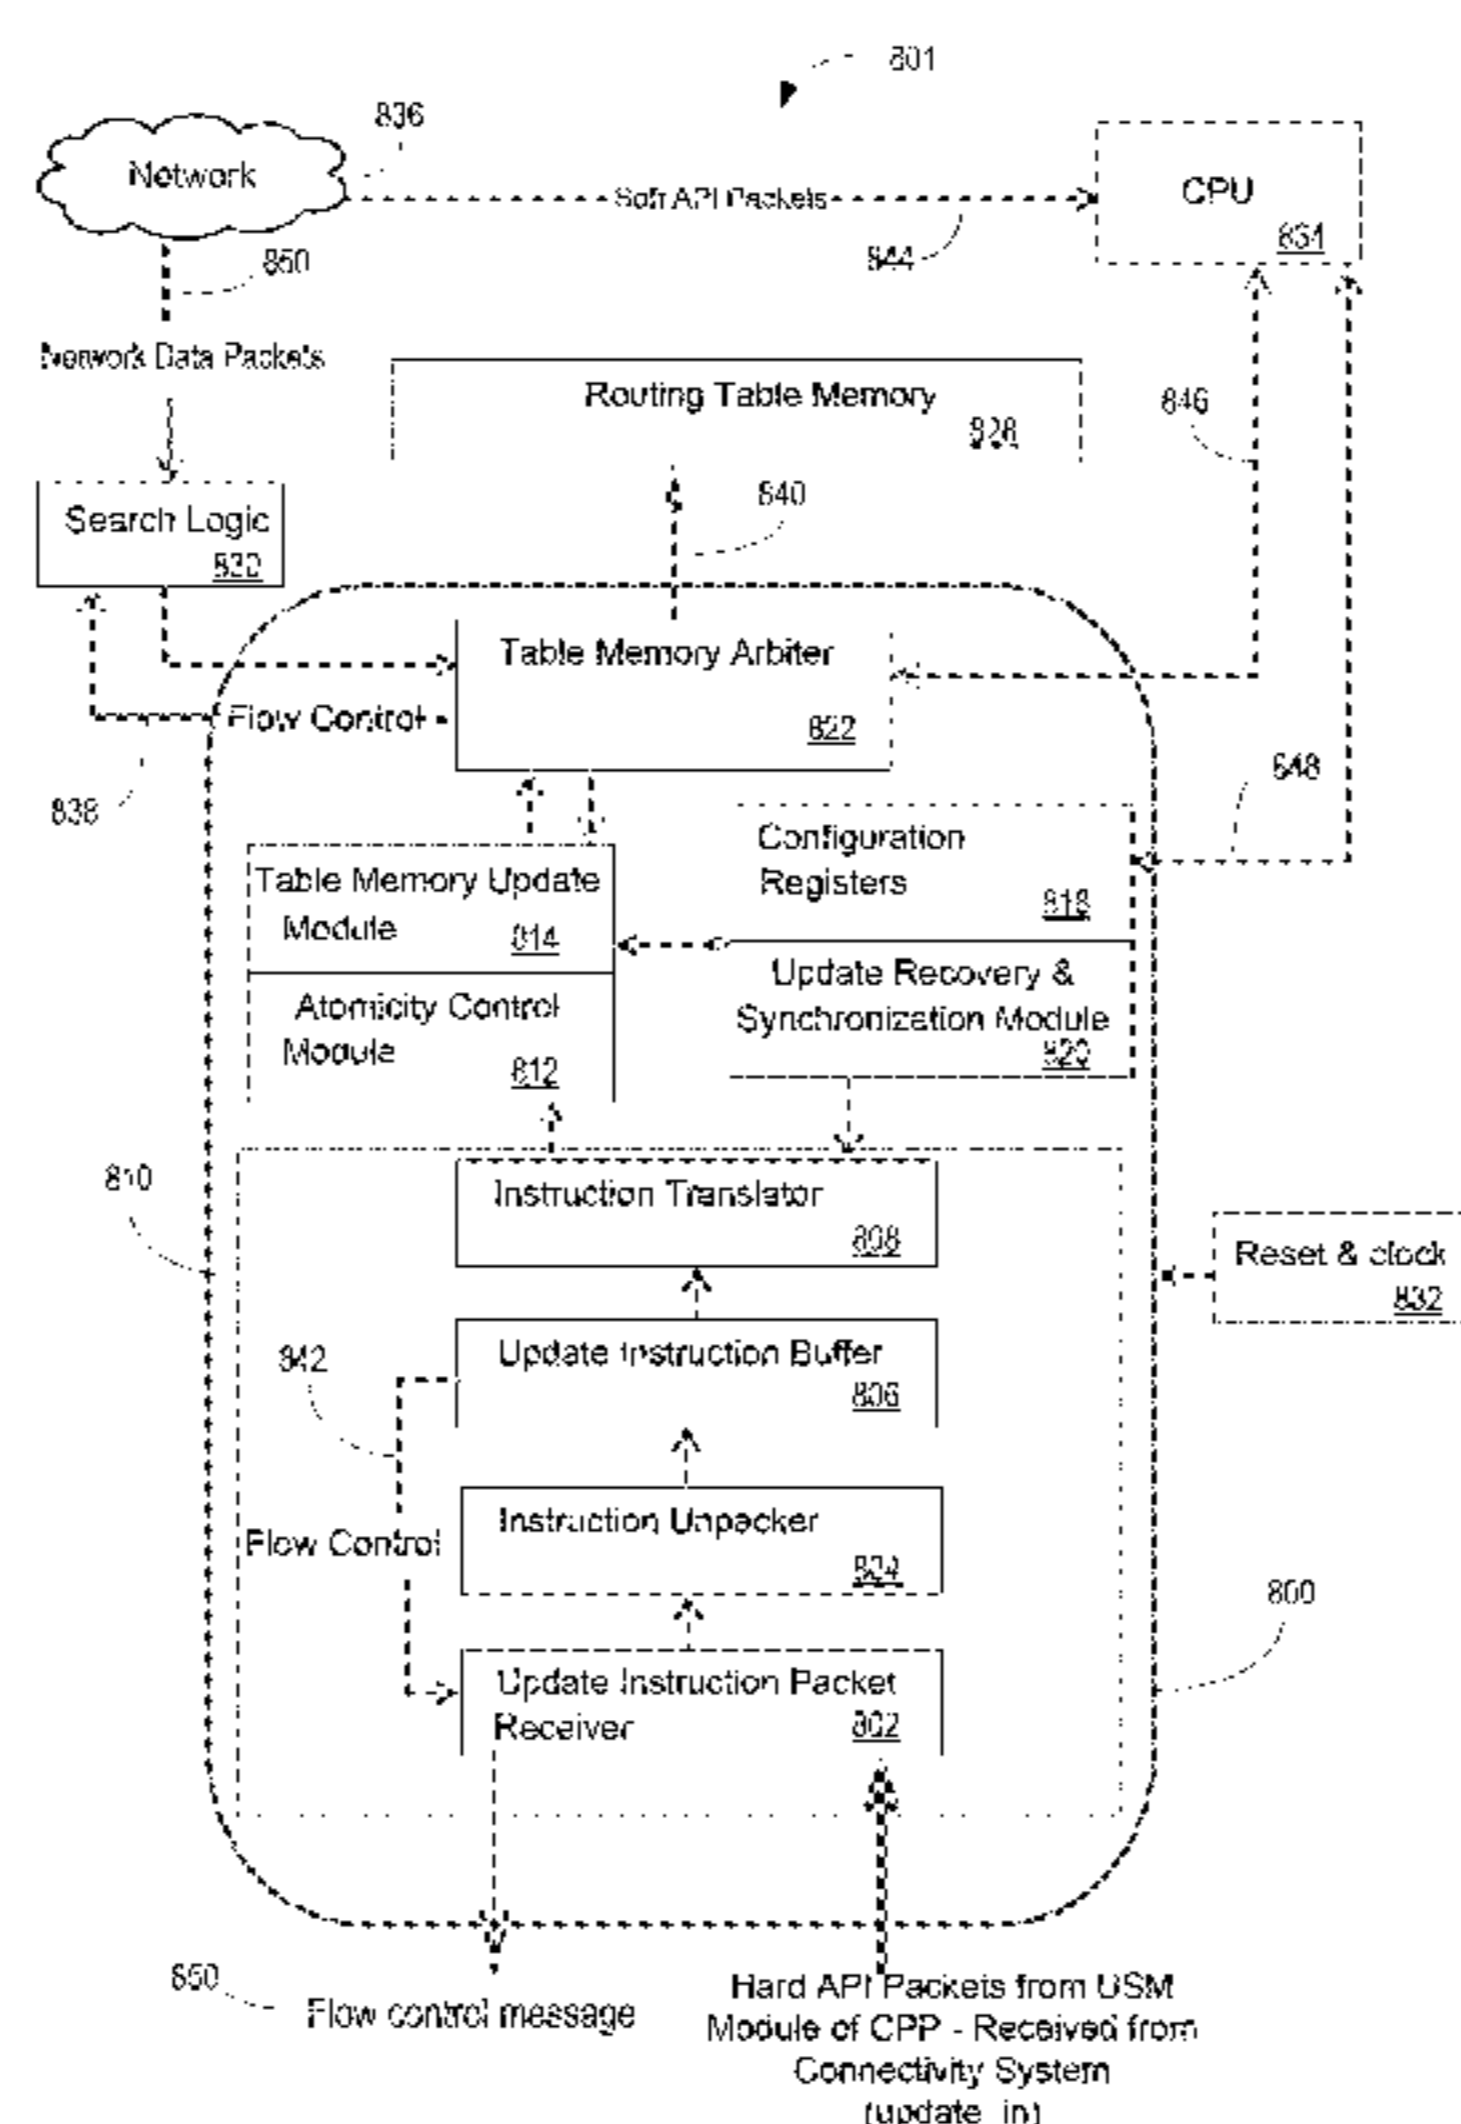 801
836
Network
Soft API Packets
CPU
834
844
850
Network Data Packets
Routing Table Memory
828
846
840
Search Logic
830
Table Memory Arbiter
822
Flow Control
838
848
Configuration
Registers
818
Table Memory Update
Module
814
Update Recovery &
Synchronization Module
820
Atomicity Control
Module
812
810
Instruction Translator
808
Reset & clock
832
842
Update Instruction Buffer
806
Flow Control
Instruction Unpacker
824
800
Update Instruction Packet
Receiver
802
850
Flow control message
Hard API Packets from USM
Module of CPP - Received from
Connectivity System
(update_in)